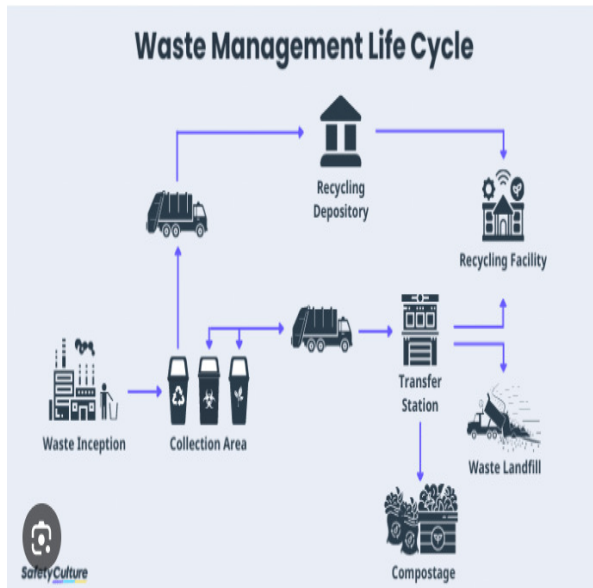 Waste Management Life Cycle
Recycling
Depository
Recycling Facility
Transfer
Station
Waste Inception
Collection Area
Waste Landfill
Compostage
SafetyCulture